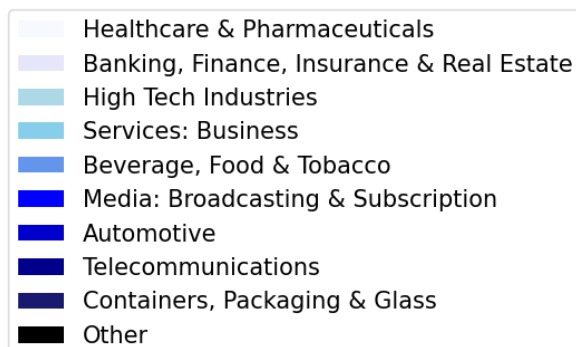 Healthcare & Pharmaceuticals
Banking, Finance, Insurance & Real Estate
High Tech Industries
Services: Business
Beverage, Food & Tobacco
Media: Broadcasting & Subscription
Automotive
Telecommunications
Containers, Packaging & Glass
Other